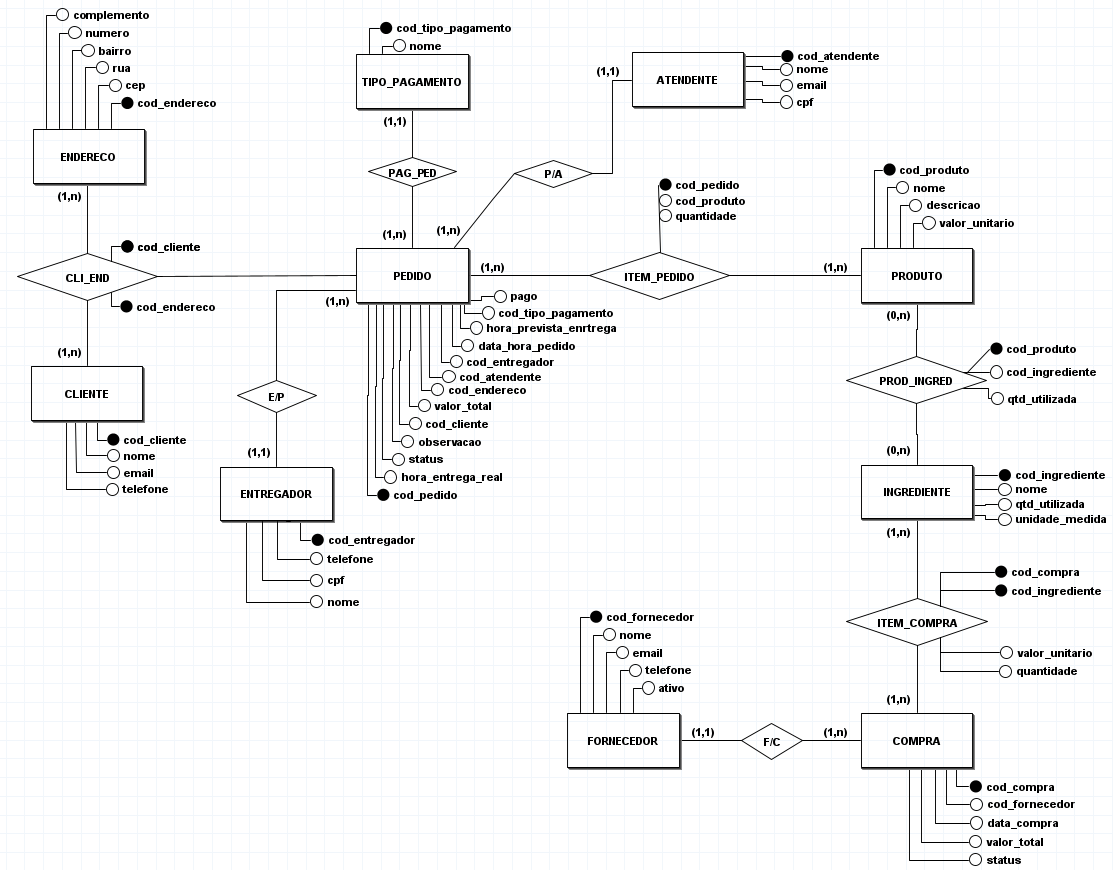 complemento
numero
bairro
rua
cep
cod_endereco
ENDERECO
(1,n)
cod_cliente
CLI_END
cod_endereco
(1,n)
CLIENTE
cod_cliente
nome
email
telefone
cod_tipo_pagamento
nome
TIPO_PAGAMENTO
(1,1)
PAG_PED
(1,n)
(1,n)
P/A
(1,1)
ATENDENTE
cod_atendente
nome
email
cpf
PEDIDO
(1,n)
(1,n)
pago
cod_tipo_pagamento
hora_prevista_enrtrega
data_hora_pedido
cod_entregador
cod_atendente
cod_endereco
valor_total
cod_cliente
observacao
status
hora_entrega_real
cod_pedido
E/P
(1,1)
ENTREGADOR
cod_entregador
telefone
cpf
nome
cod_pedido
cod_produto
quantidade
ITEM_PEDIDO
(1,n)
cod_produto
nome
descricao
valor_unitario
PRODUTO
(0,n)
cod_produto
PROD_INGRED
cod_ingrediente
qtd_utilizada
(0,n)
INGREDIENTE
cod_ingrediente
nome
qtd_utilizada
unidade_medida
(1,n)
cod_compra
cod_ingrediente
ITEM_COMPRA
valor_unitario
quantidade
(1,n)
cod_fornecedor
nome
email
telefone
ativo
FORNECEDOR
(1,1)
F/C
(1,n)
COMPRA
cod_compra
cod_fornecedor
data_compra
valor_total
status